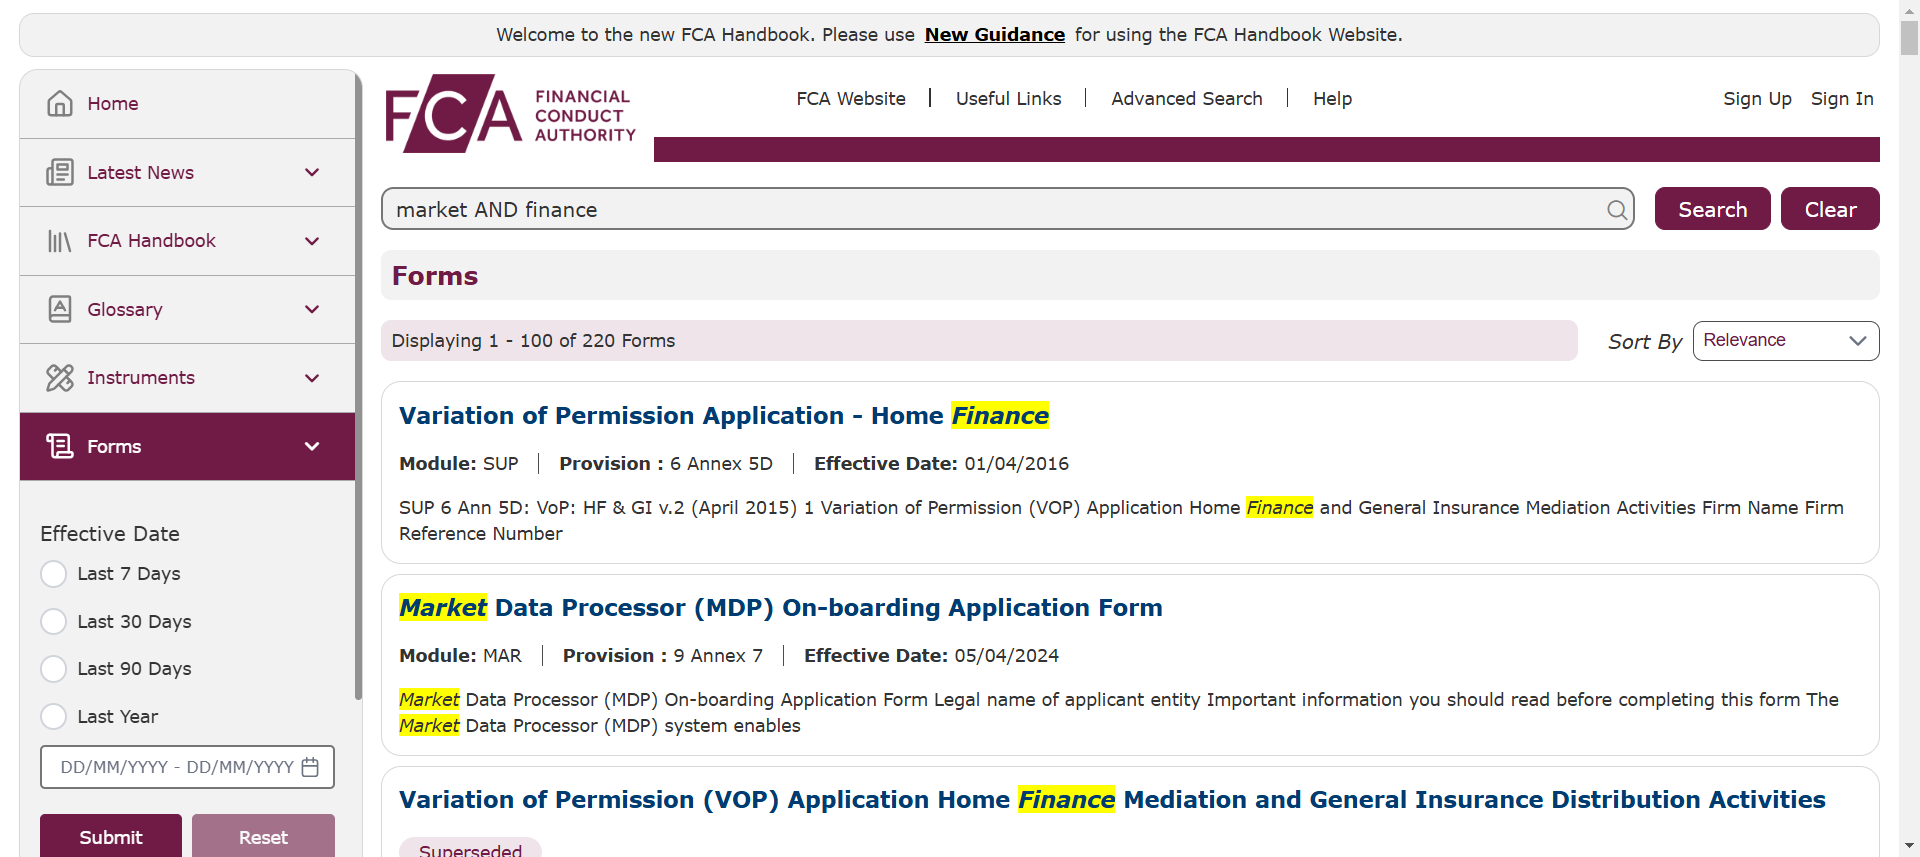 Welcome to the new FCA Handbook. Please use New Guidance for using the FCA Handbook Website.
Home
Latest News
FCA Handbook
Glossary
Instruments
Forms
Effective Date
Last 7 Days
Last 30 Days
Last 90 Days
Last Year
DD/MM/YYYY - DD/MM/YYYY
Submit Reset
FCA FINANCIAL
CONDUCT
AUTHORITY
FCA Website | Useful Links | Advanced Search | Help
Sign Up Sign In
market AND finance
Search Clear
Forms
Displaying 1 - 100 of 220 Forms
Sort By Relevance
Variation of Permission Application - Home Finance
Module: SUP | Provision : 6 Annex 5D | Effective Date: 01/04/2016
SUP 6 Ann 5D: VoP: HF & GI v.2 (April 2015) 1 Variation of Permission (VOP) Application Home Finance and General Insurance Mediation Activities Firm Name Firm
Reference Number
Market Data Processor (MDP) On-boarding Application Form
Module: MAR | Provision : 9 Annex 7 | Effective Date: 05/04/2024
Market Data Processor (MDP) On-boarding Application Form Legal name of applicant entity Important information you should read before completing this form The
Market Data Processor (MDP) system enables
Variation of Permission (VOP) Application Home Finance Mediation and General Insurance Distribution Activities
Superseded